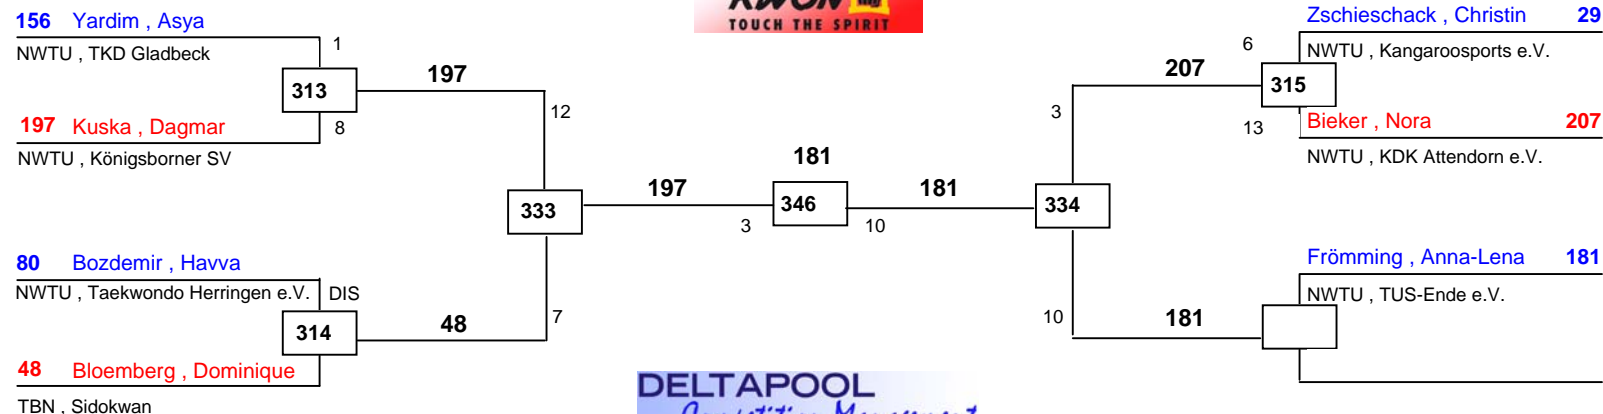 KWON
TOUCH THE SPIRIT
156 Yardim , Asya
NWTU , TKD Gladbeck
1
313
197
8
197 Kuska , Dagmar
NWTU , Königsborner SV
12
333
197
80 Bozdemir , Havva
NWTU , Taekwondo Herringen e.V.
DIS
314
48
7
48 Bloemberg , Dominique
TBN , Sidokwan
181
346
3
10
181
334
3
207
6
315
13
Zschieschack , Christin 29
NWTU , Kangaroosports e.V.
Bieker , Nora 207
NWTU , KDK Attendorn e.V.
10
181
Frömming , Anna-Lena 181
NWTU , TUS-Ende e.V.
DELTAPOOL
Competition Management